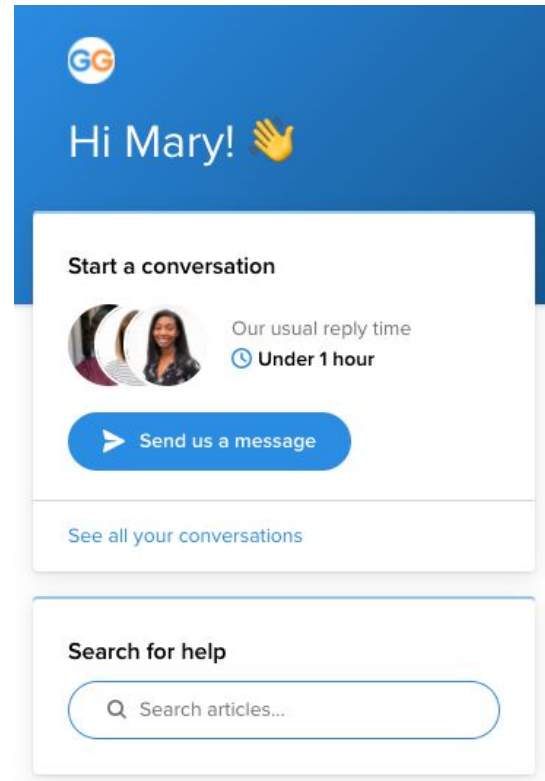 GG
Hi Mary! 👋
Start a conversation
Our usual reply time
Under 1 hour
Send us a message
See all your conversations
Search for help
Search articles...